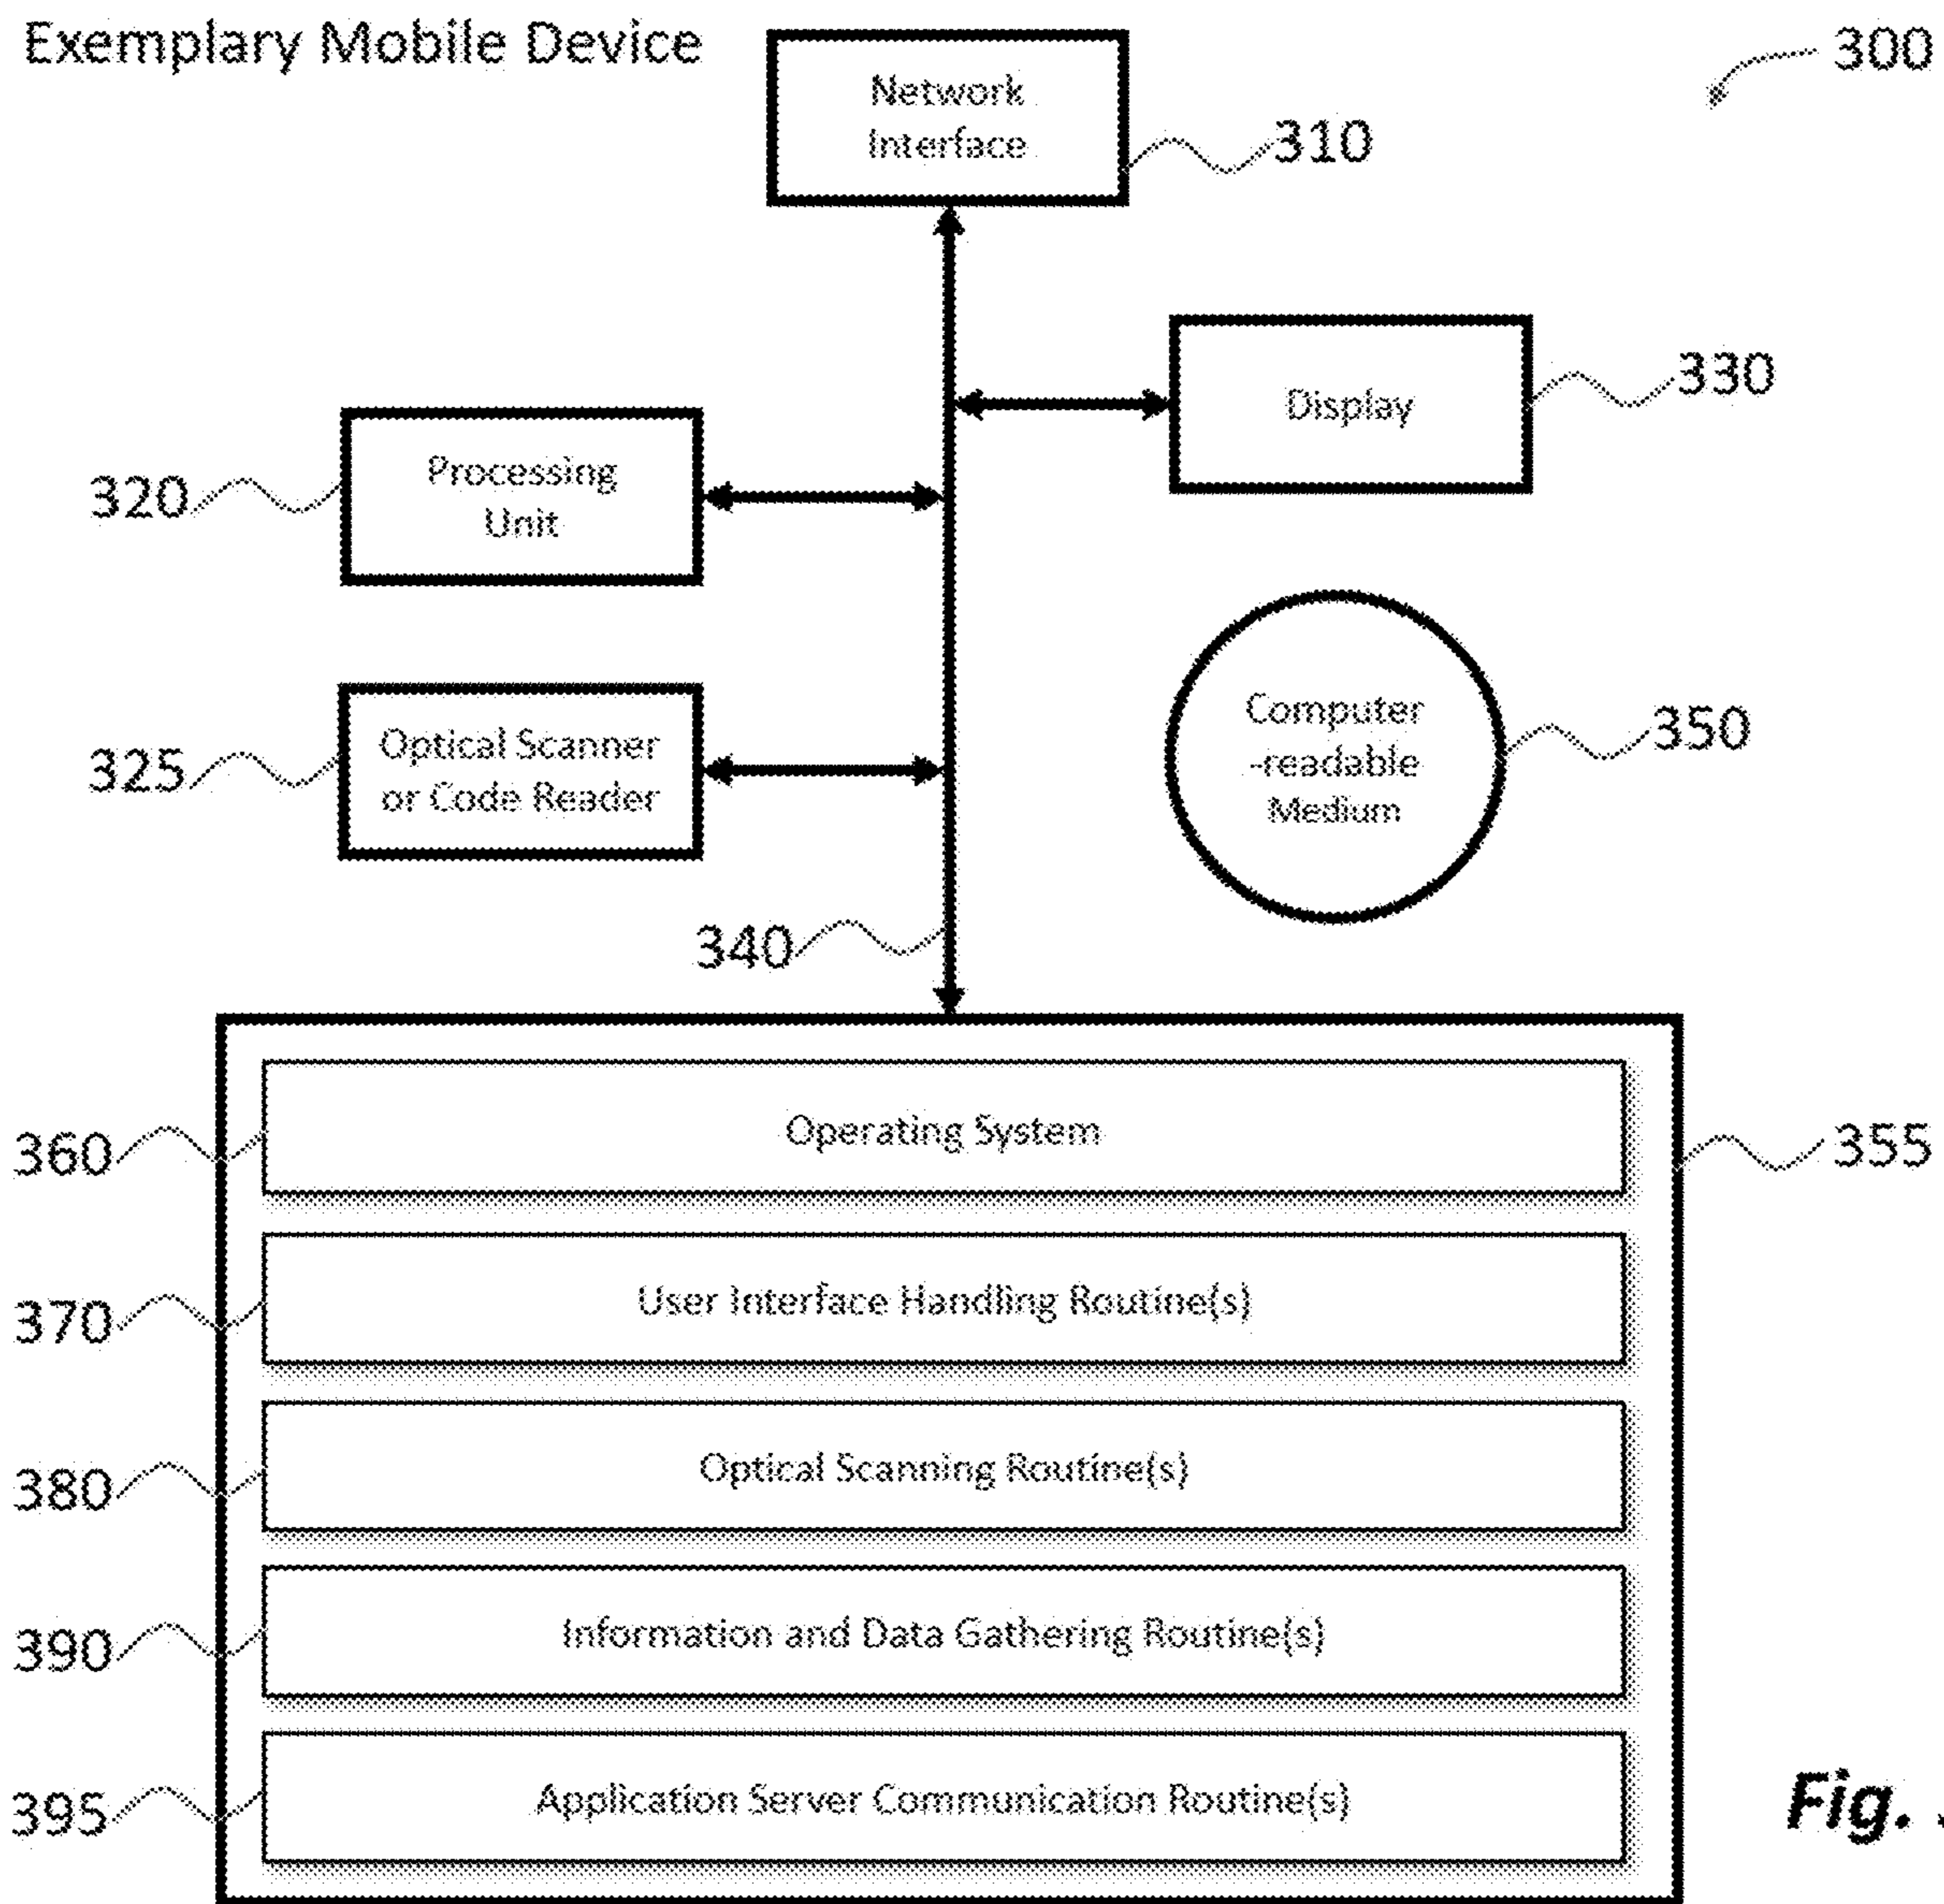 Exemplary Mobile Device
300
Network
Interface
310
Display
330
Processing
Unit
320
Optical Scanner
or Code Reader
325
Computer
-readable
Medium
350
340
Operating System
360
355
User Interface Handling Routine(s)
370
Optical Scanning Routine(s)
380
Information and Data Gathering Routine(s)
390
Application Server Communication Routine(s)
395
Fig.